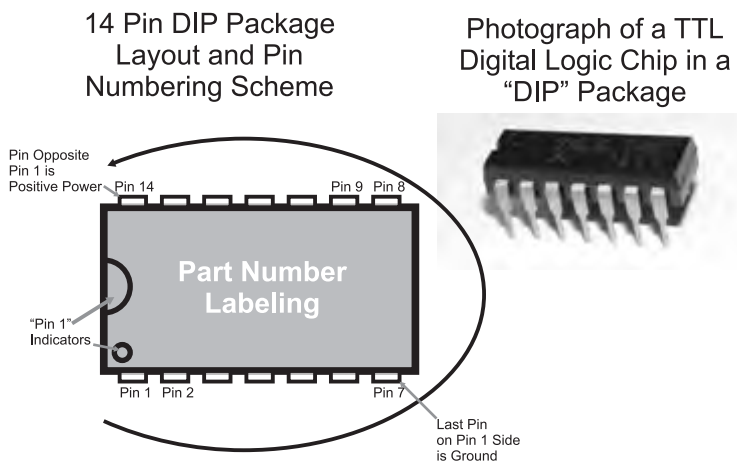 14 Pin DIP Package
Layout and Pin
Numbering Scheme
Photograph of a TTL
Digital Logic Chip in a
“DIP” Package
Pin Opposite
Pin 1 is
Positive Power
Pin 14
Pin 9
Pin 8
Part Number
Labeling
“Pin 1”
Indicators
Pin 1
Pin 2
Pin 7
Last Pin
on Pin 1 Side
is Ground